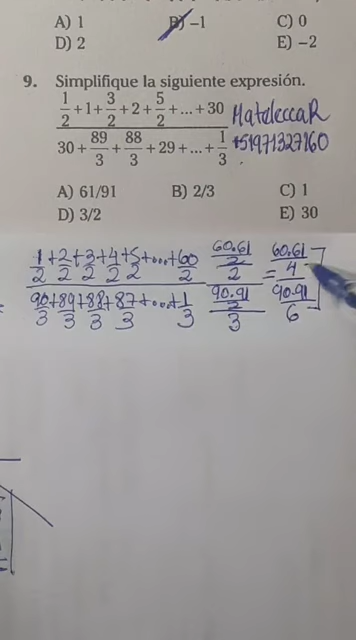 A) 1 B) −1 C) 0
D) 2 E) −2
9. Simplifique la siguiente expresión.
1/2 + 1 + 3/2 + 2 + 5/2 + ... + 30 MateleccaR
30 + 89/3 + 88/3 + 29 + ... + 1/3 . +51971327160
A) 61/91 B) 2/3 C) 1
D) 3/2 E) 30
1/2 + 2/2 + 3/2 + 4/2 + 5/2 + ... + 60/2 60.61/2/2 = 60.61/4
90/3 + 89/3 + 88/3 + 87/3 + ... + 1/3 90.91/2/3 90.91/6